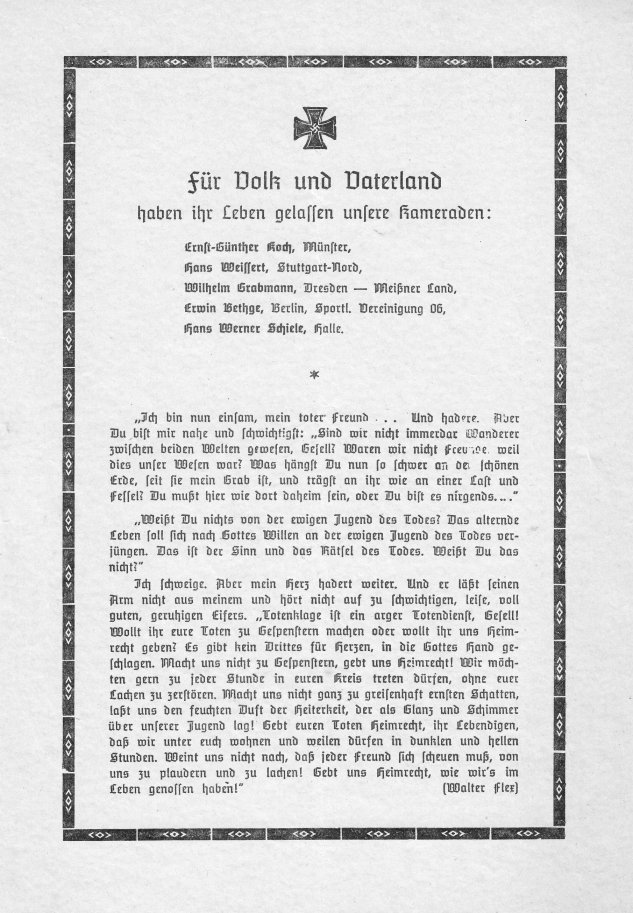 Für Volk und Vaterland
haben ihr Leben gelassen unsere Kameraden:
Ernst-Günther Koch, Münster,
Hans Weissert, Stuttgart-Nord,
Wilhelm Grabmann, Dresden — Meißner Land,
Erwin Bethge, Berlin, Sportl. Vereinigung 06,
Hans Werner Schiele, Halle.
*
„Ich bin nun einsam, mein toter Freund ... Und hadere. Aber
Du bist mir nahe und schwichtigst: „Sind wir nicht immerdar Wanderer
zwischen beiden Welten gewesen, Gesell? Waren wir nicht Freunde, weil
dies unser Wesen war? Was hängst Du nun so schwer an der schönen
Erde, seit sie mein Grab ist, und trägst an ihr wie an einer Last und
Fessel? Du mußt hier wie dort daheim sein, oder Du bist es nirgends...."
„Weißt Du nichts von der ewigen Jugend des Todes? Das alternde
Leben soll sich nach Gottes Willen an der ewigen Jugend des Todes ver-
jüngen. Das ist der Sinn und das Rätsel des Todes. Weißt Du das
nicht?"
Ich schweige. Aber mein Herz hadert weiter. Und er läßt seinen
Arm nicht aus meinem und hört nicht auf zu schwichtigen, leise, voll
guten, geruhigen Eifers. „Totenklage ist ein arger Totendienst, Gesell!
Wollt ihr eure Toten zu Gespenstern machen oder wollt ihr uns Heim-
recht geben? Es gibt kein Drittes für Herzen, in die Gottes Hand ge-
schlagen. Macht uns nicht zu Gespenstern, gebt uns Heimrecht! Wir möch-
ten gern zu jeder Stunde in euren Kreis treten dürfen, ohne euer
Lachen zu zerstören. Macht uns nicht ganz zu greisenhaft ernsten Schatten,
laßt uns den feuchten Duft der Heiterkeit, der als Glanz und Schimmer
über unserer Jugend lag! Gebt euren Toten Heimrecht, ihr Lebendigen,
daß wir unter euch wohnen und weilen dürfen in dunklen und hellen
Stunden. Weint uns nicht nach, daß jeder Freund sich scheuen muß, von
uns zu plaudern und zu lachen! Gebt uns Heimrecht, wie wir's im
Leben genossen haben!" (Walter Flex)